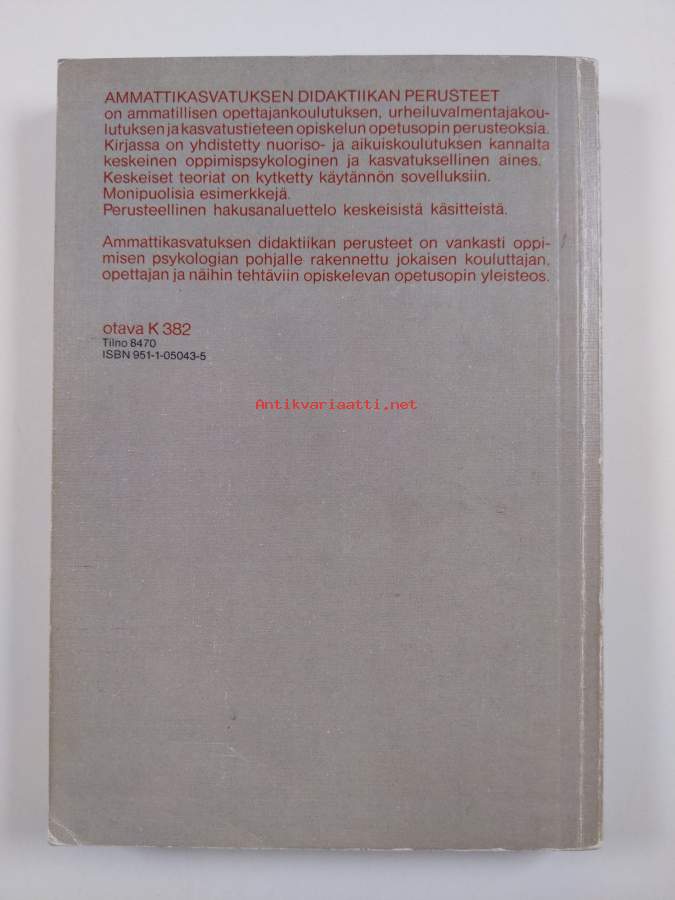 AMMATTIKASVATUKSEN DIDAKTIIKAN PERUSTEET
on ammatillisen opettajankoulutuksen, urheiluvalmentajakou-
lutuksen ja kasvatustieteen opiskelun opetusopin perusteoksia.
Kirjassa on yhdistetty nuoriso- ja aikuiskoulutuksen kannalta
keskeinen oppimispsykologinen ja kasvatuksellinen aines.
Keskeiset teoriat on kytketty käytännön sovelluksiin.
Monipuolisia esimerkkejä.
Perusteellinen hakusanaluettelo keskeisistä käsitteistä.
Ammattikasvatuksen didaktiikan perusteet on vankasti oppi-
misen psykologian pohjalle rakennettu jokaisen kouluttajan,
opettajan ja näihin tehtäviin opiskelevan opetusopin yleisteos.
otava K 382
Tilno 8470
ISBN 951-1-05043-5
Antikvariaatti.net